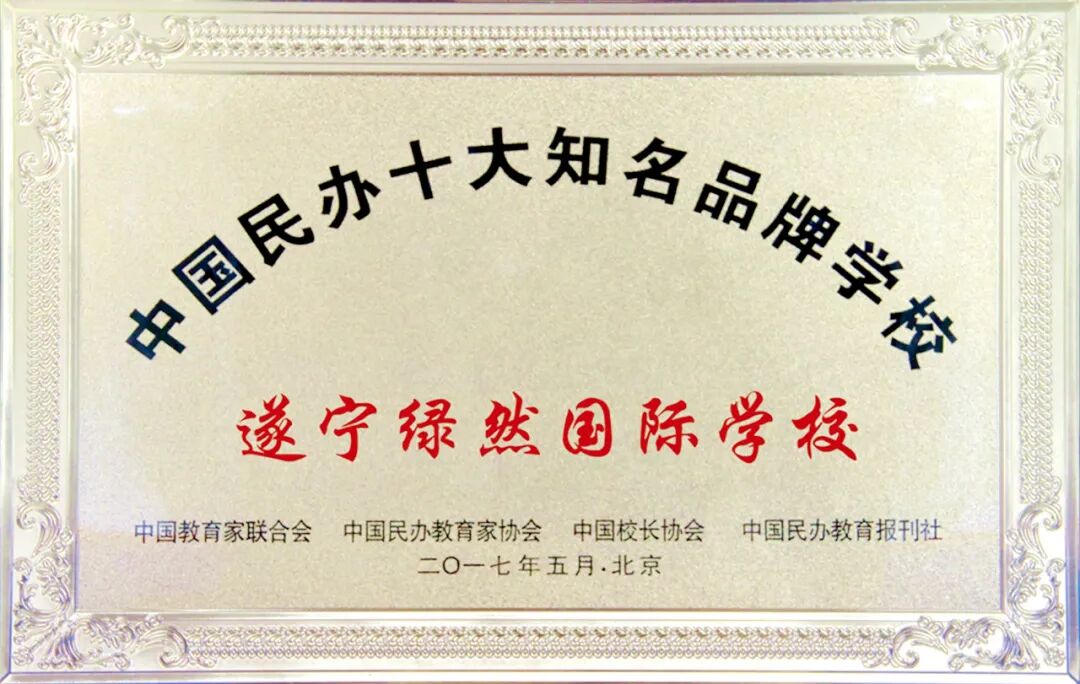 中国民办十大知名品牌学校
遂宁绿然国际学校
中国教育家联合会 中国民办教育家协会 中国校长协会 中国民办教育报刊社
二〇一七年五月·北京